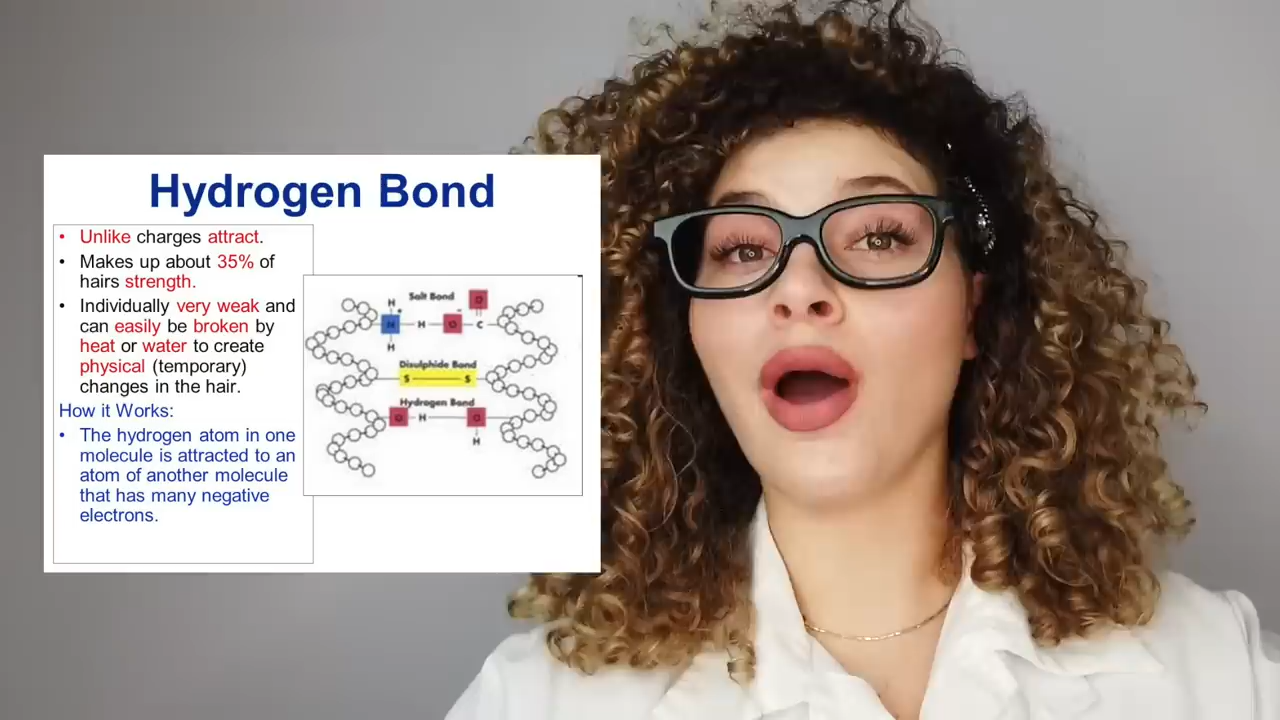 Hydrogen Bond
• Unlike charges attract.
• Makes up about 35% of
hairs strength.
• Individually very weak and
can easily be broken by
heat or water to create
physical (temporary)
changes in the hair.
How it Works:
• The hydrogen atom in one
molecule is attracted to an
atom of another molecule
that has many negative
electrons.
Salt Bond
O
H +
N H O - C
H
Disulphide Bond
S S
Hydrogen Bond
O H O
H